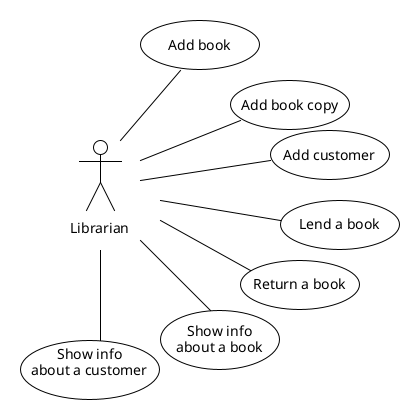 Add book
Add book copy
Add customer
Lend a book
Librarian
Return a book
Show info
about a book
Show info
about a customer